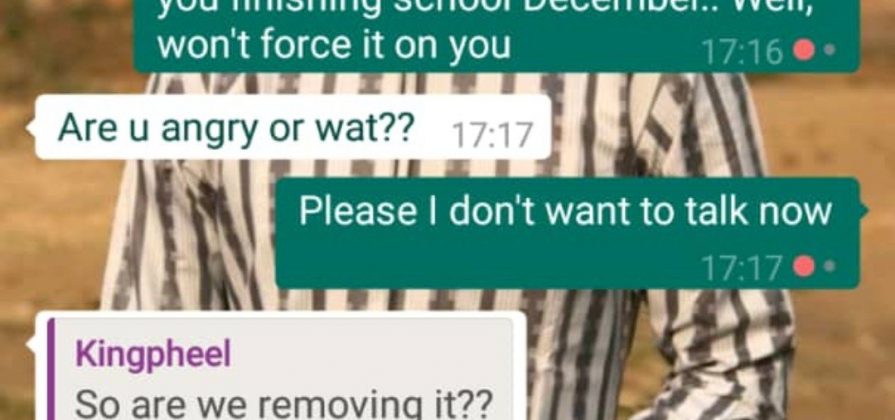 you finishing school December.. Well,
won't force it on you
17:16
Are u angry or wat??
17:17
Please I don't want to talk now
17:17
Kingpheel
So are we removing it??